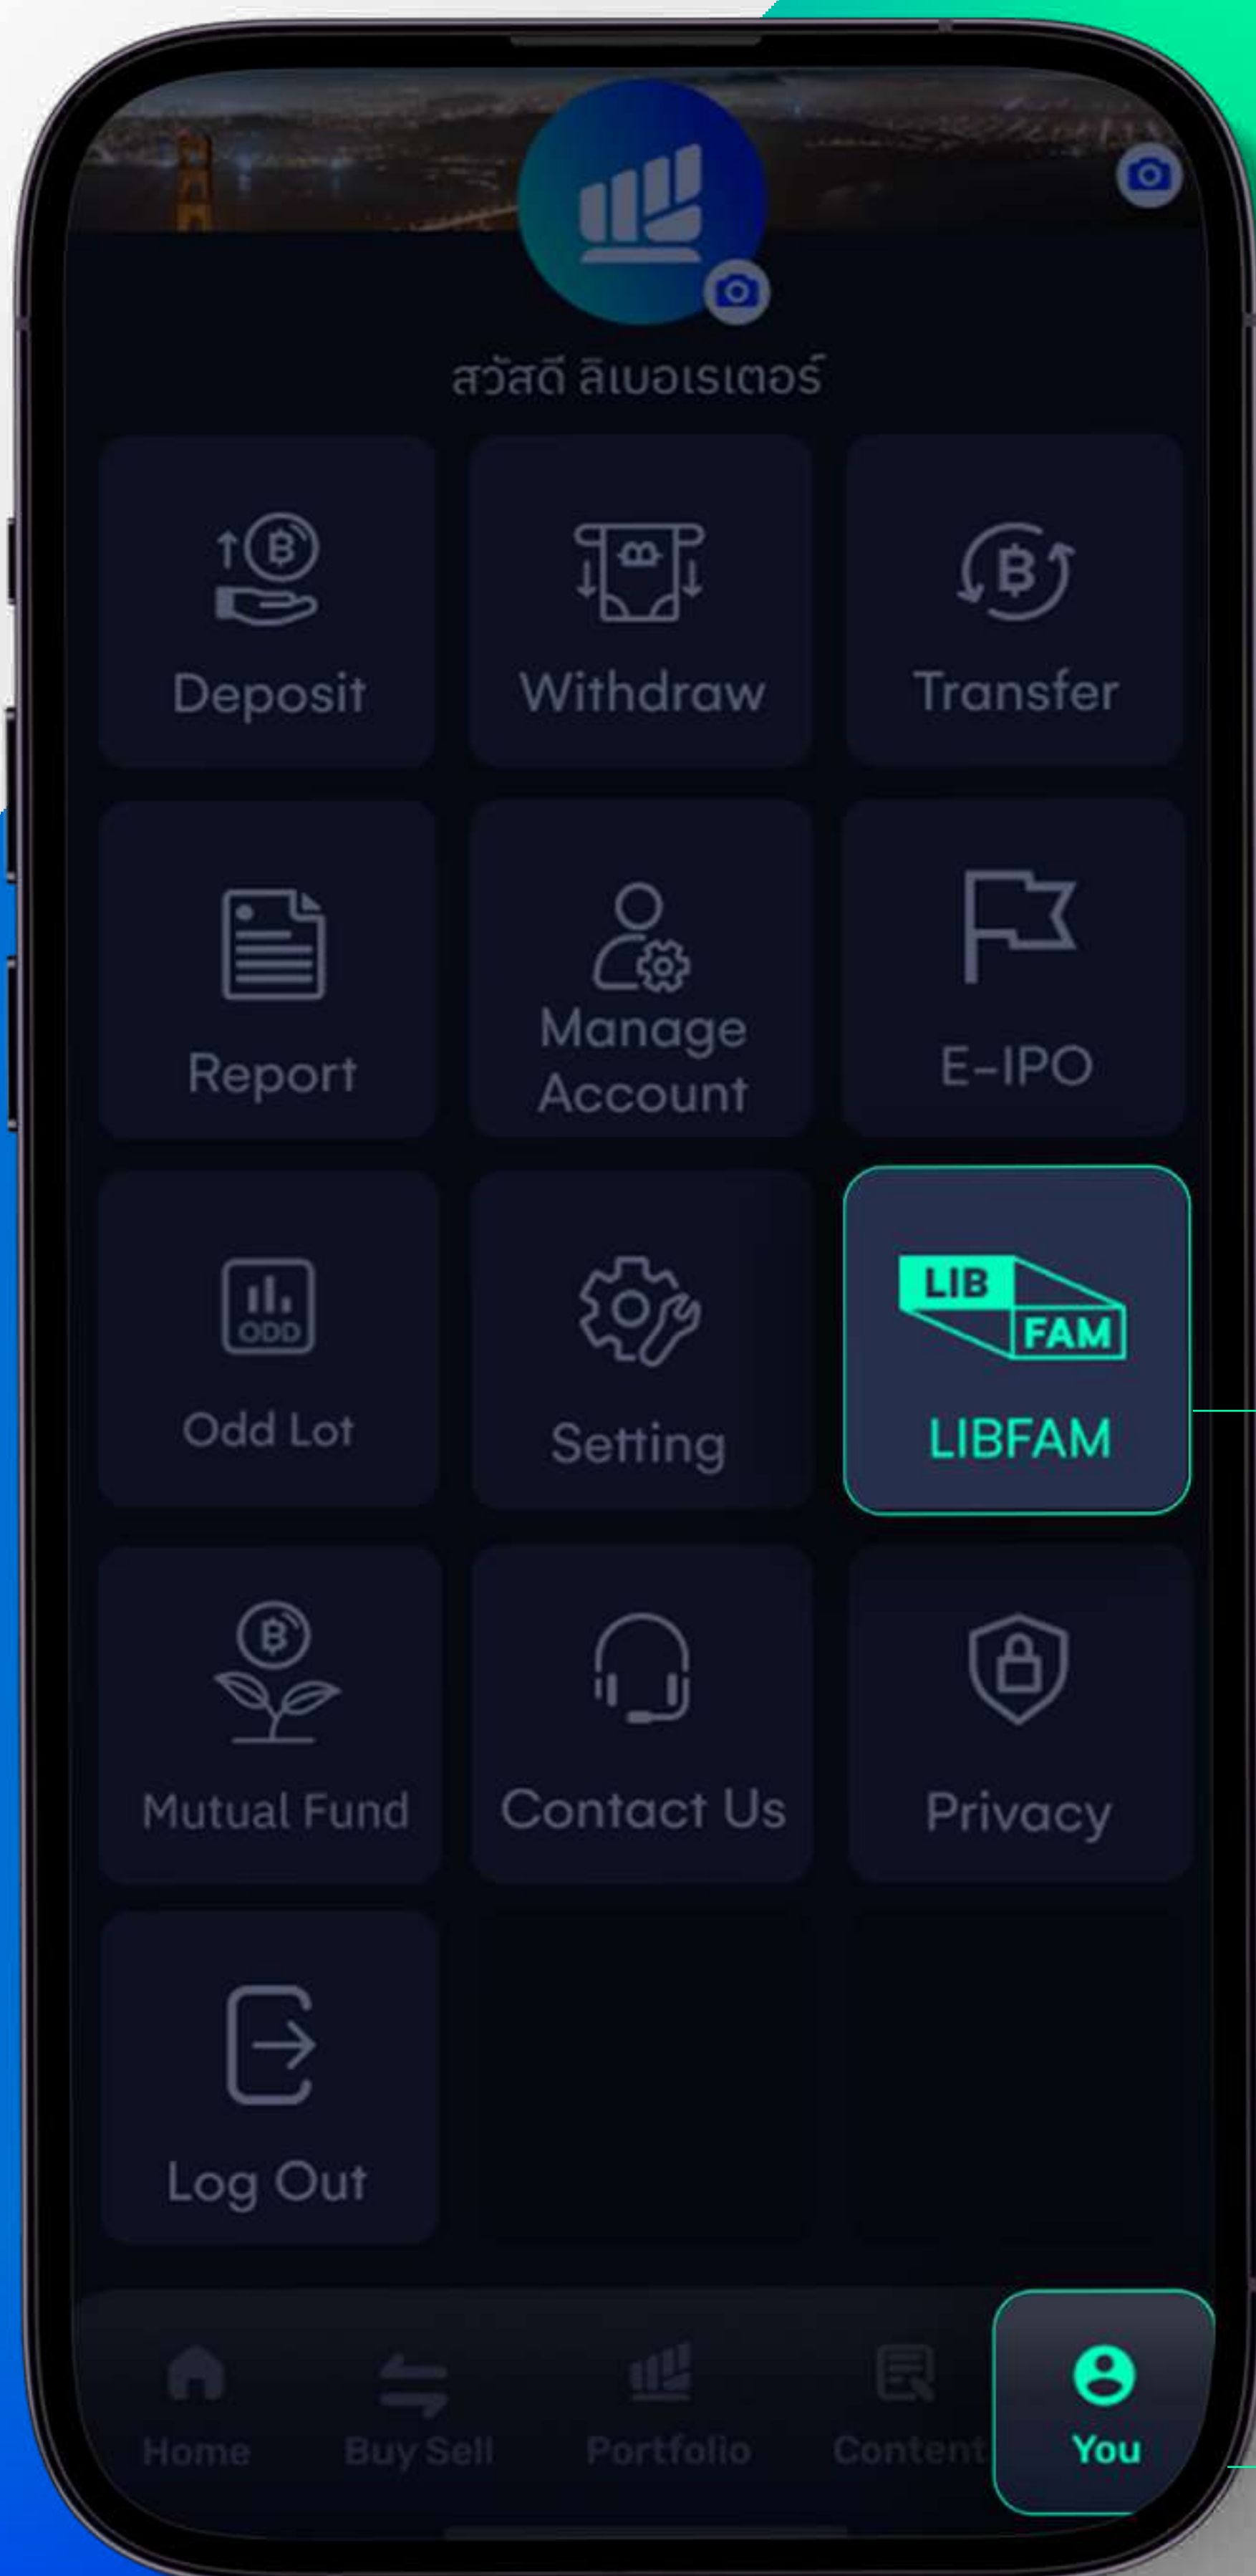 สวัสดี ลิเบอเรเตอร์
Deposit
Withdraw
Transfer
Report
Manage
Account
E-IPO
ODD
Odd Lot
Setting
LIB
FAM
LIBFAM
Mutual Fund
Contact Us
Privacy
Log Out
Home
Buy Sell
Portfolio
Content
You